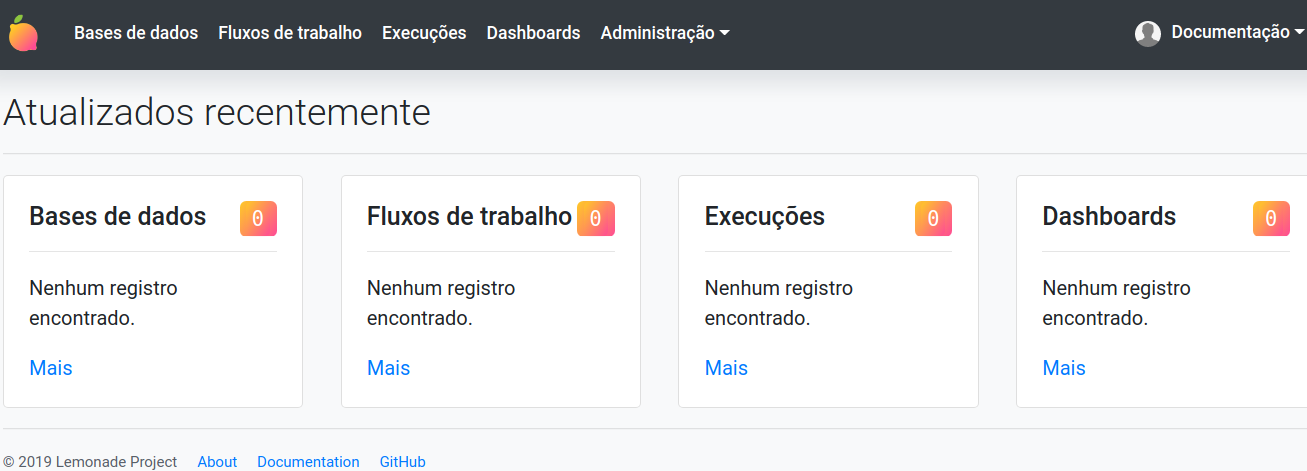 Bases de dados Fluxos de trabalho Execuções Dashboards Administração Documentação
Atualizados recentemente
Bases de dados 0
Nenhum registro
encontrado.
Mais
Fluxos de trabalho 0
Nenhum registro
encontrado.
Mais
Execuções 0
Nenhum registro
encontrado.
Mais
Dashboards 0
Nenhum registro
encontrado.
Mais
© 2019 Lemonade Project About Documentation GitHub